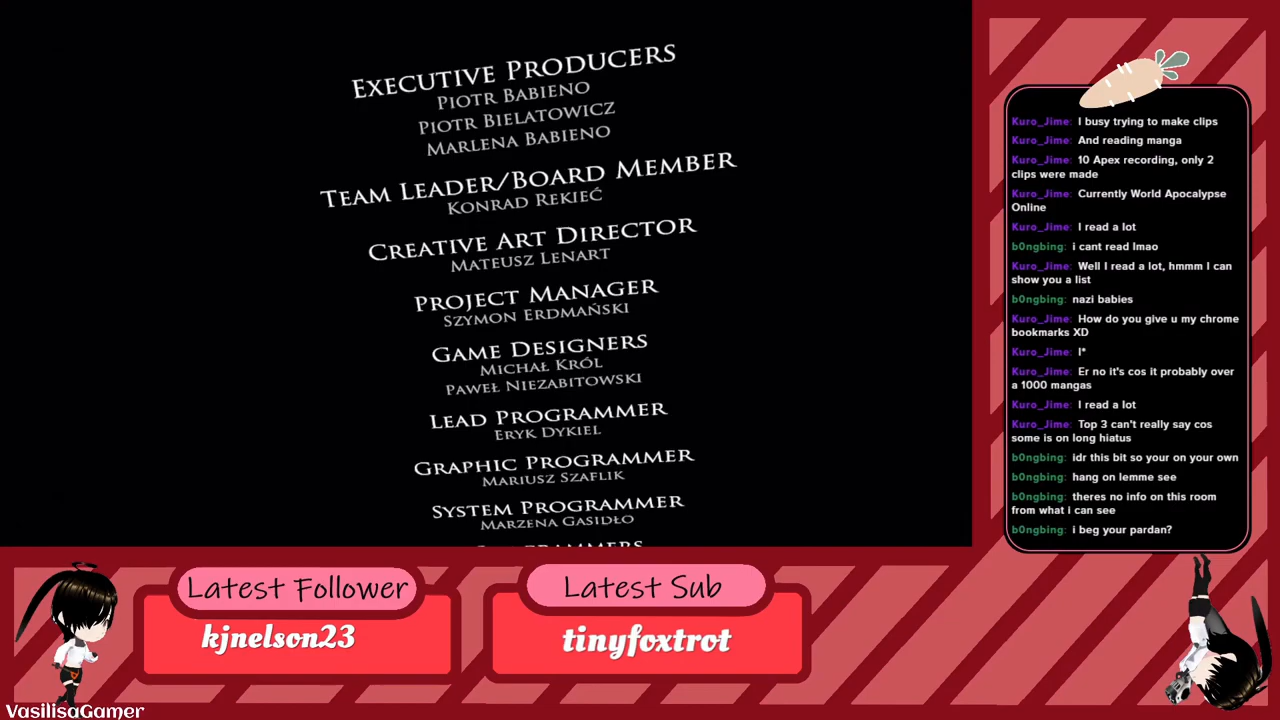 EXECUTIVE PRODUCERS
PIOTR BABIENO
PIOTR BIELATOWICZ
MARLENA BABIENO
TEAM LEADER/BOARD MEMBER
KONRAD REKIEĆ
CREATIVE ART DIRECTOR
MATEUSZ LENART
PROJECT MANAGER
SZYMON ERDMAŃSKI
GAME DESIGNERS
MICHAŁ KRÓL
PAWEŁ NIEZABITOWSKI
LEAD PROGRAMMER
ERYK DYKIEL
GRAPHIC PROGRAMMER
MARIUSZ SZAFLIK
SYSTEM PROGRAMMER
MARZENA GASIDŁO
Kuro_Jime: I busy trying to make clips
Kuro_Jime: And reading manga
Kuro_Jime: 10 Apex recording, only 2
clips were made
Kuro_Jime: Currently World Apocalypse
Online
Kuro_Jime: I read a lot
b0ngbing: i cant read lmao
Kuro_Jime: Well I read a lot, hmmm I can
show you a list
b0ngbing: nazi babies
Kuro_Jime: How do you give u my chrome
bookmarks XD
Kuro_Jime: I*
Kuro_Jime: Er no it's cos it probably over
a 1000 mangas
Kuro_Jime: I read a lot
Kuro_Jime: Top 3 can't really say cos
some is on long hiatus
b0ngbing: idr this bit so your on your own
b0ngbing: hang on lemme see
b0ngbing: theres no info on this room
from what i can see
b0ngbing: i beg your pardan?
Latest Follower
kjnelson23
Latest Sub
tinyfoxtrot
VasilisaGamer